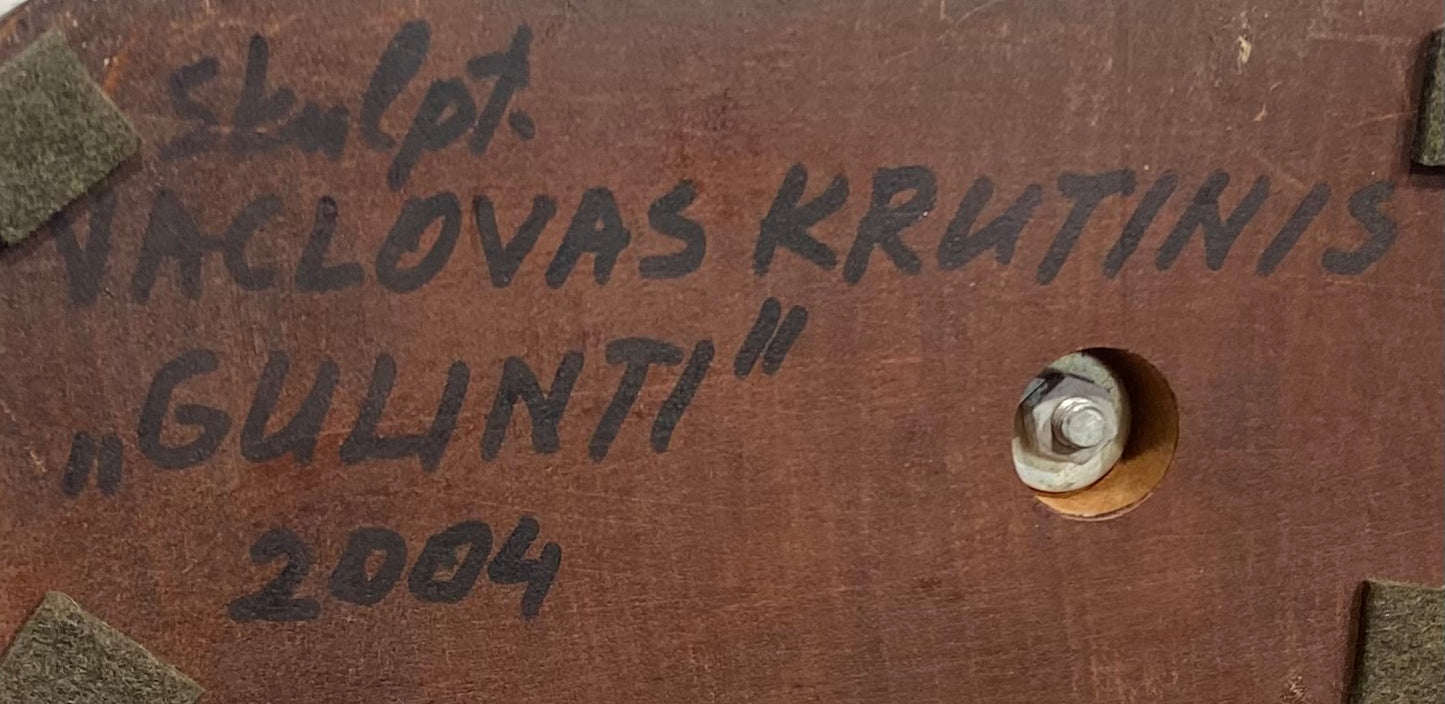 Skulpt.
VACLOVAS KRUTINIS
„GULINTI"
2004